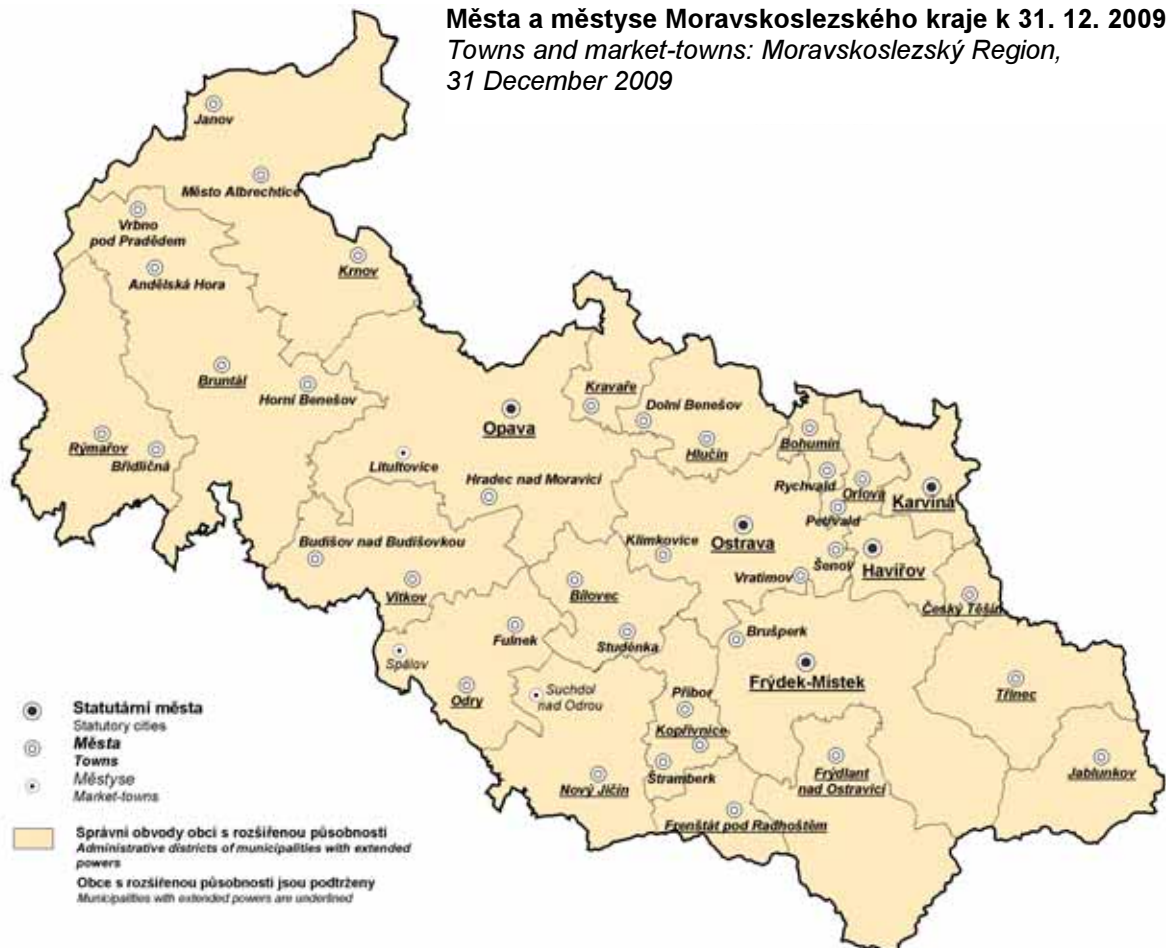 Města a městyse Moravskoslezského kraje k 31. 12. 2009
Towns and market-towns: Moravskoslezský Region,
31 December 2009
Janov
Město Albrechtice
Vrbno
pod Pradědem
Andělská Hora
Krnov
Bruntál
Horní Benešov
Rýmařov
Břidličná
Opava
Kravaře
Dolní Benešov
Hlučín
Bohumín
Rychvald
Orlová
Karviná
Petřvald
Litultovice
Hradec nad Moravicí
Ostrava
Klimkovice
Šenov
Havířov
Vratimov
Budišov nad Budišovkou
Vítkov
Bílovec
Český Těšín
Fulnek
Studénka
Brušperk
Spálov
Odry
Suchdol
nad Odrou
Příbor
Frýdek-Místek
Třinec
Kopřivnice
Štramberk
Nový Jičín
Frýdlant
nad Ostravicí
Jablunkov
Frenštát pod Radhoštěm
Statutární města
Statutory cities
Města
Towns
Městyse
Market-towns
Správní obvody obcí s rozšířenou působností
Administrative districts of municipalities with extended
powers
Obce s rozšířenou působností jsou podtrženy
Municipalities with extended powers are underlined